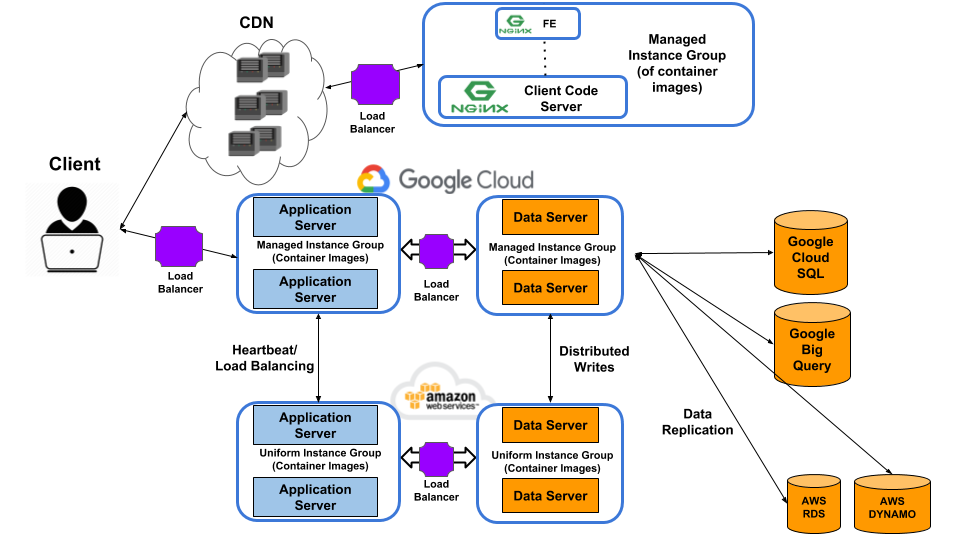 CDN
NGiNX
FE
Managed
Instance Group
(of container
images)
NGiNX
Client Code
Server
Load
Balancer
Client
Google Cloud
Application
Server
Managed Instance Group
(Container Images)
Application
Server
Load
Balancer
Load
Balancer
Data Server
Managed Instance Group
(Container Images)
Data Server
Google
Cloud
SQL
Google
Big
Query
Heartbeat/
Load Balancing
Distributed
Writes
amazon
webservices™
Data
Replication
Application
Server
Uniform Instance Group
(Container Images)
Application
Server
Load
Balancer
Data Server
Uniform Instance Group
(Container Images)
Data Server
AWS
RDS
AWS
DYNAMO